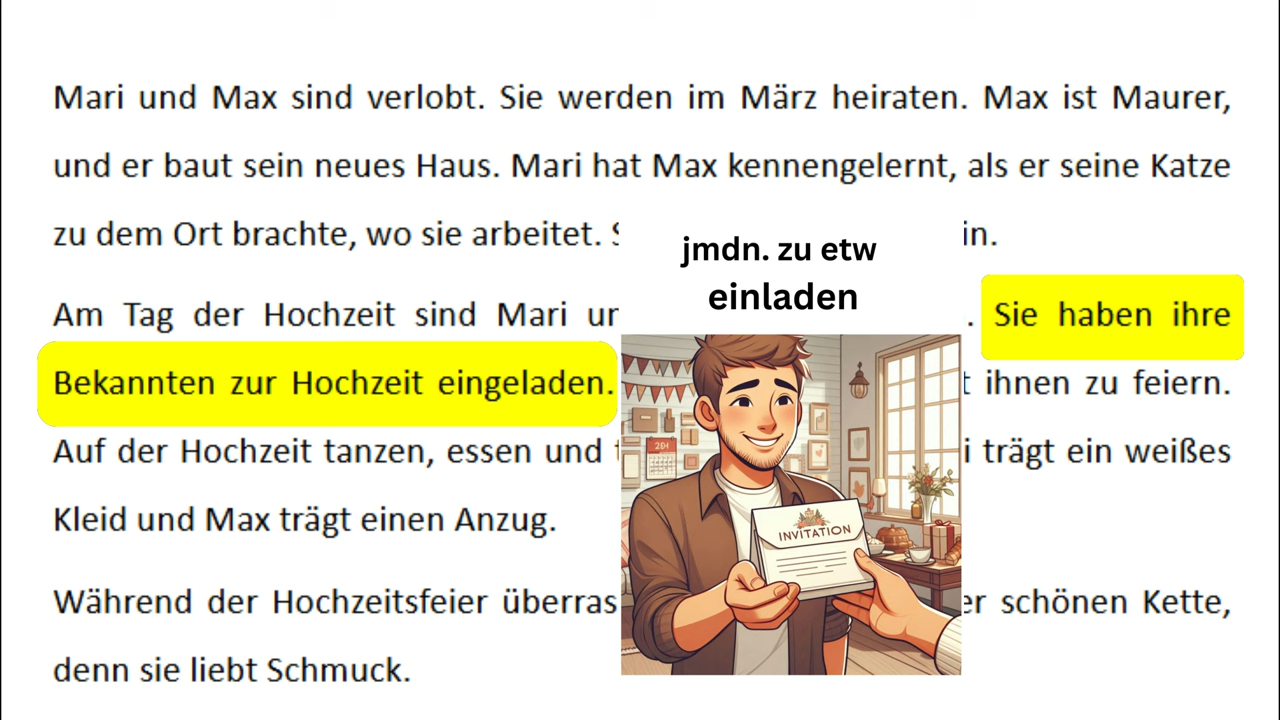 Mari und Max sind verlobt. Sie werden im März heiraten. Max ist Maurer,
und er baut sein neues Haus. Mari hat Max kennengelernt, als er seine Katze
zu dem Ort brachte, wo sie arbeitet.
jmdn. zu etw
einladen
Am Tag der Hochzeit sind Mari Sie haben ihre
Bekannten zur Hochzeit eingeladen. ihnen zu feiern.
Auf der Hochzeit tanzen, essen und trägt ein weißes
Kleid und Max trägt einen Anzug.
INVITATION
Während der Hochzeitsfeier schönen Kette,
denn sie liebt Schmuck.